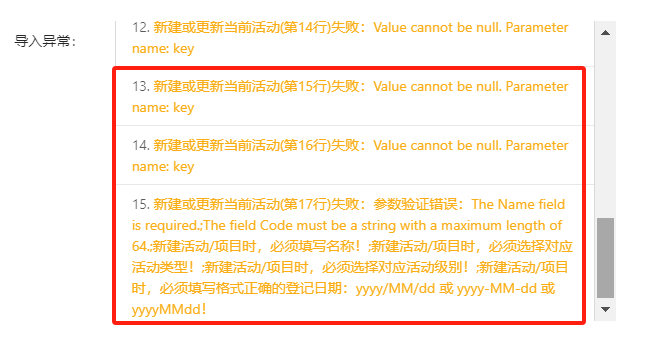 导入异常：
12. 新建或更新当前活动(第14行)失败：Value cannot be null. Parameter
name: key
13. 新建或更新当前活动(第15行)失败：Value cannot be null. Parameter
name: key
14. 新建或更新当前活动(第16行)失败：Value cannot be null. Parameter
name: key
15. 新建或更新当前活动(第17行)失败：参数验证错误：The Name field
is required.;The field Code must be a string with a maximum length of
64.;新建活动/项目时，必须填写名称！;新建活动/项目时，必须选择对应
活动类型！;新建活动/项目时，必须选择对应活动级别！;新建活动/项目
时，必须填写格式正确的登记日期：yyyy/MM/dd 或 yyyy-MM-dd 或
yyyyMMdd！